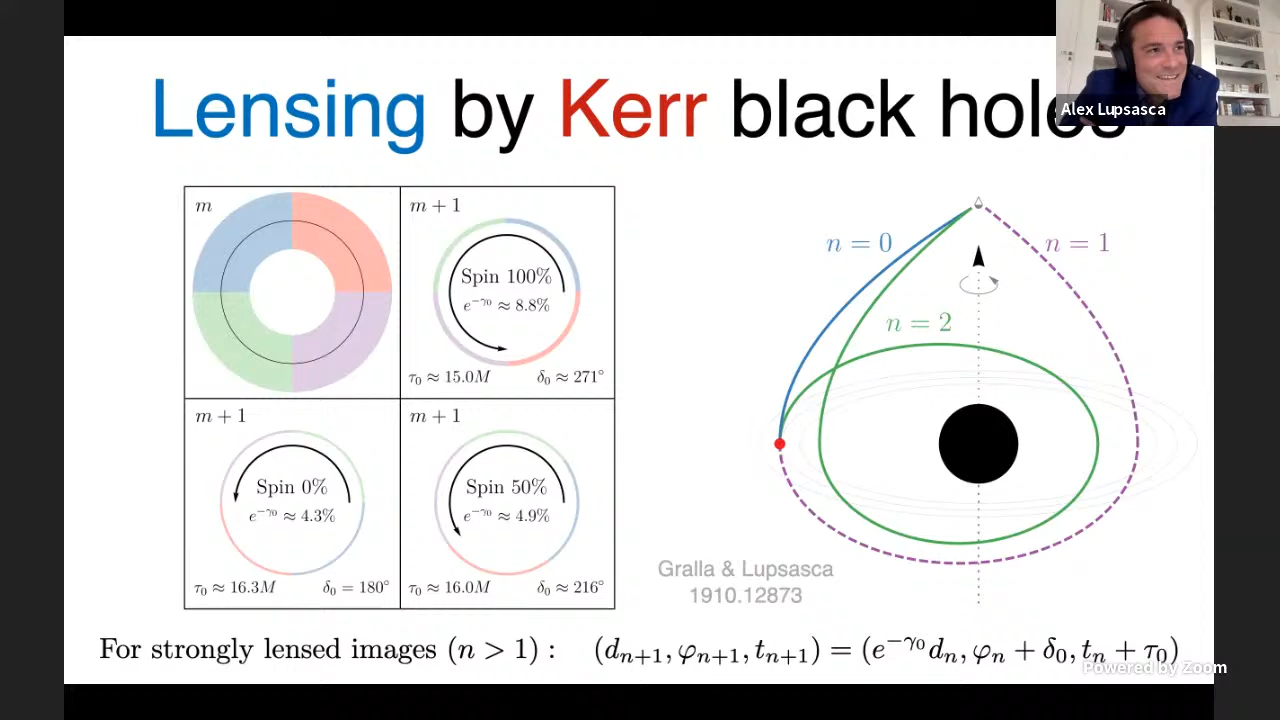 Lensing by Kerr black holes
Alex Lupsasca
m
m + 1
Spin 100%
e^{-γ₀} ≈ 8.8%
τ₀ ≈ 15.0M
δ₀ ≈ 271°
m + 1
Spin 0%
e^{-γ₀} ≈ 4.3%
τ₀ ≈ 16.3M
δ₀ = 180°
m + 1
Spin 50%
e^{-γ₀} ≈ 4.9%
τ₀ ≈ 16.0M
δ₀ ≈ 216°
n = 0
n = 1
n = 2
Gralla & Lupsasca
1910.12873
For strongly lensed images (n > 1) : (d_{n+1}, φ_{n+1}, t_{n+1}) = (e^{-γ₀}d_n, φ_n + δ₀, t_n + τ₀)
Powered by Zoom